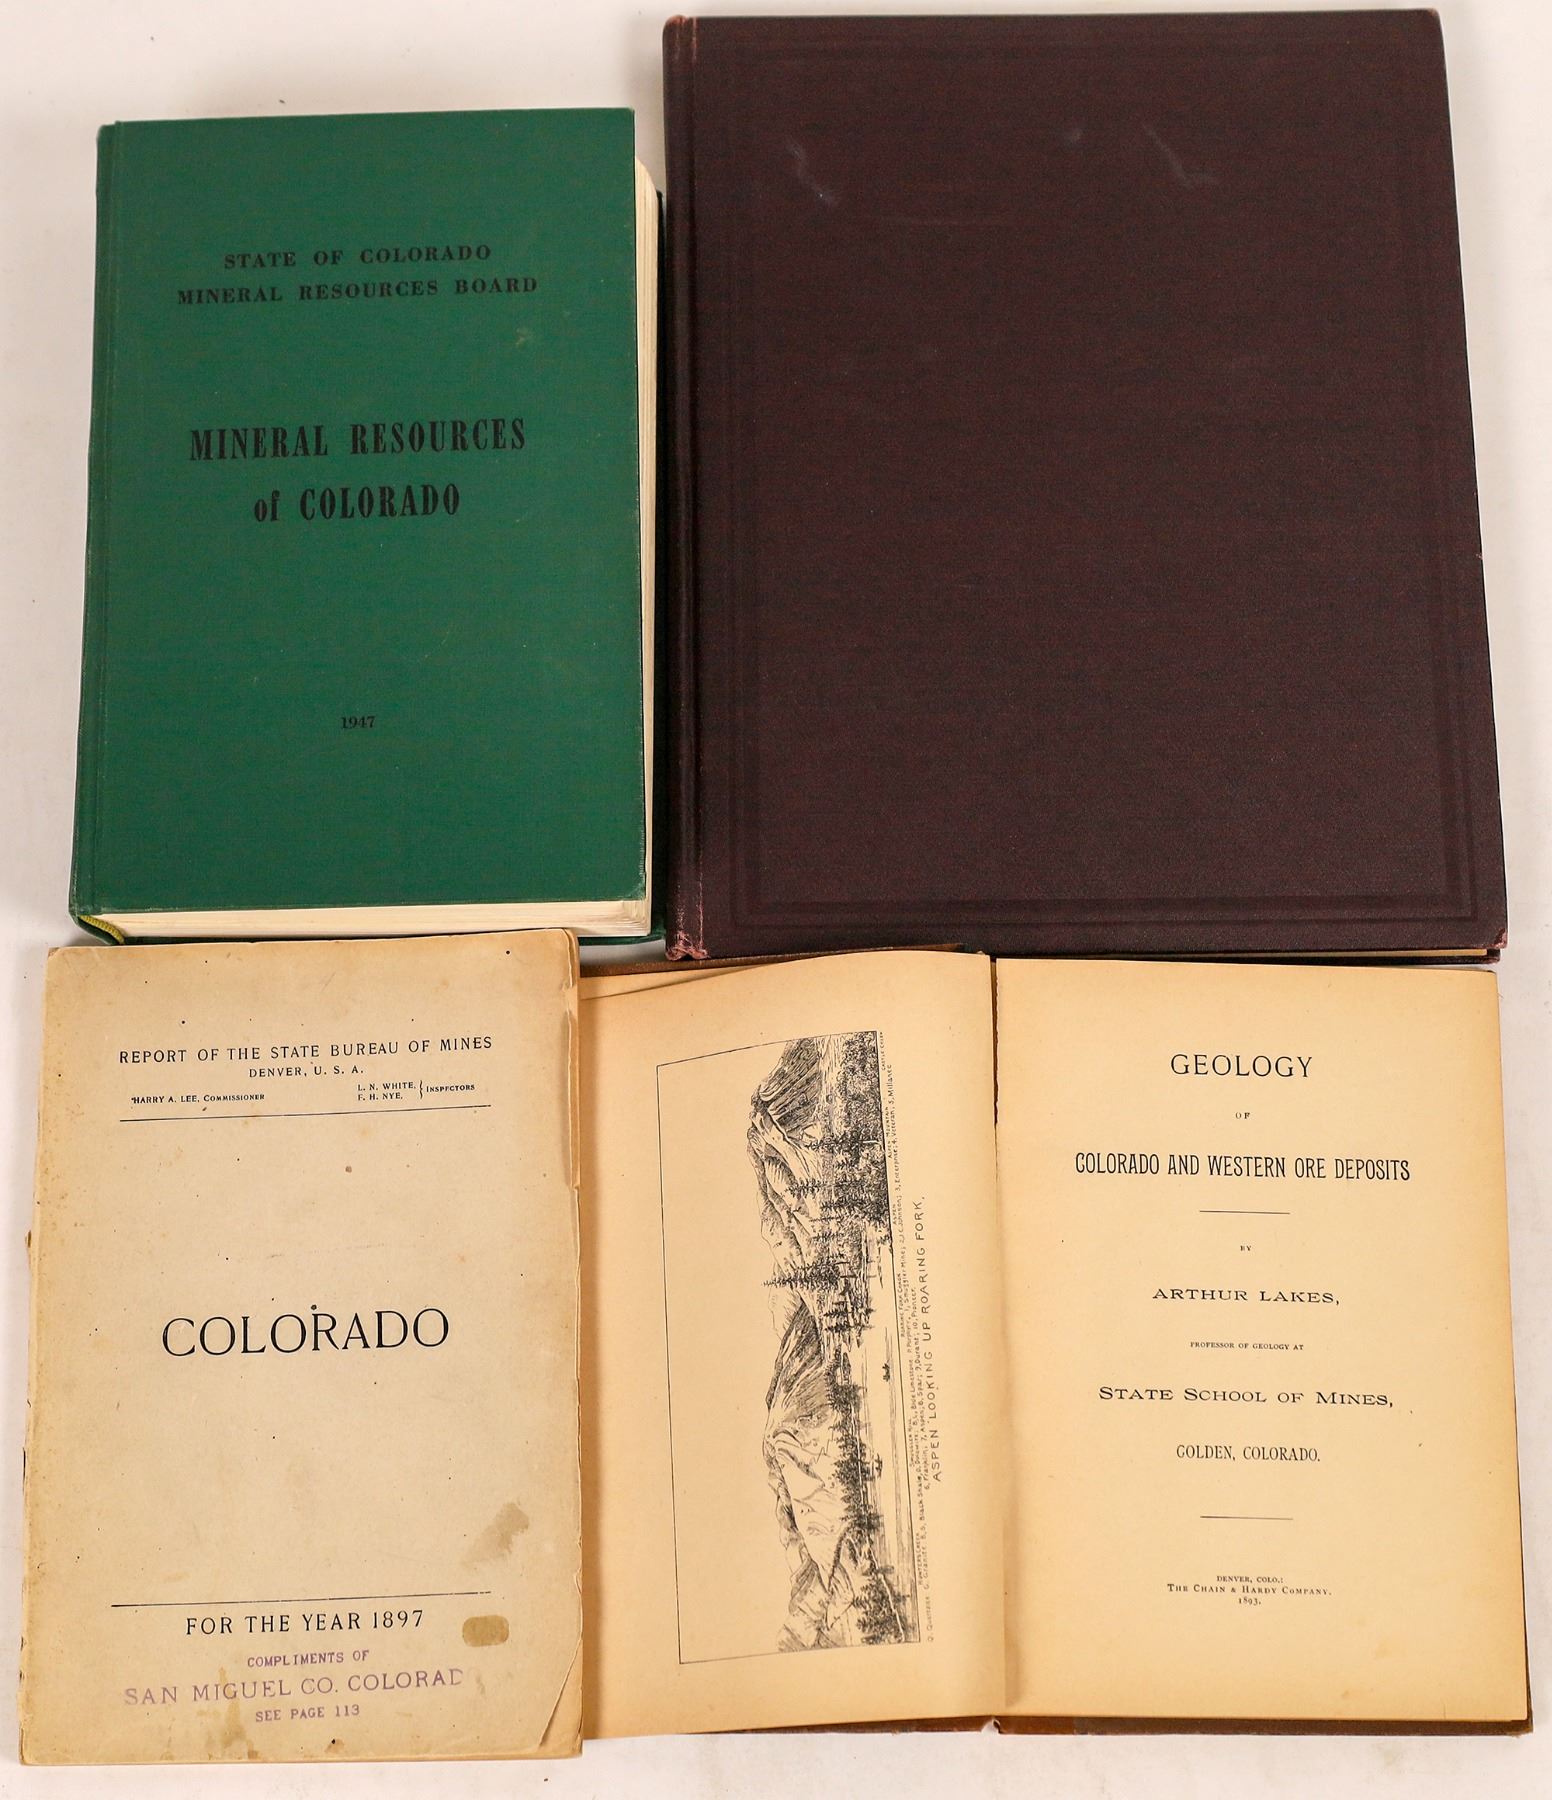 STATE OF COLORADO
MINERAL RESOURCES BOARD
MINERAL RESOURCES
of COLORADO
1947
REPORT OF THE STATE BUREAU OF MINES
DENVER, U. S. A.
HARRY A. LEE, COMMISSIONER
L. N. WHITE,
F. H. NYE,
INSPECTORS
COLORADO
FOR THE YEAR 1897
COMPLIMENTS OF
SAN MIGUEL CO. COLORAD
SEE PAGE 113
ASPEN LOOKING UP ROARING FORK.
GEOLOGY
OF
COLORADO AND WESTERN ORE DEPOSITS
BY
ARTHUR LAKES,
PROFESSOR OF GEOLOGY AT
STATE SCHOOL OF MINES,
GOLDEN, COLORADO.
DENVER, COLO.:
THE CHAIN & HARDY COMPANY.
1893.